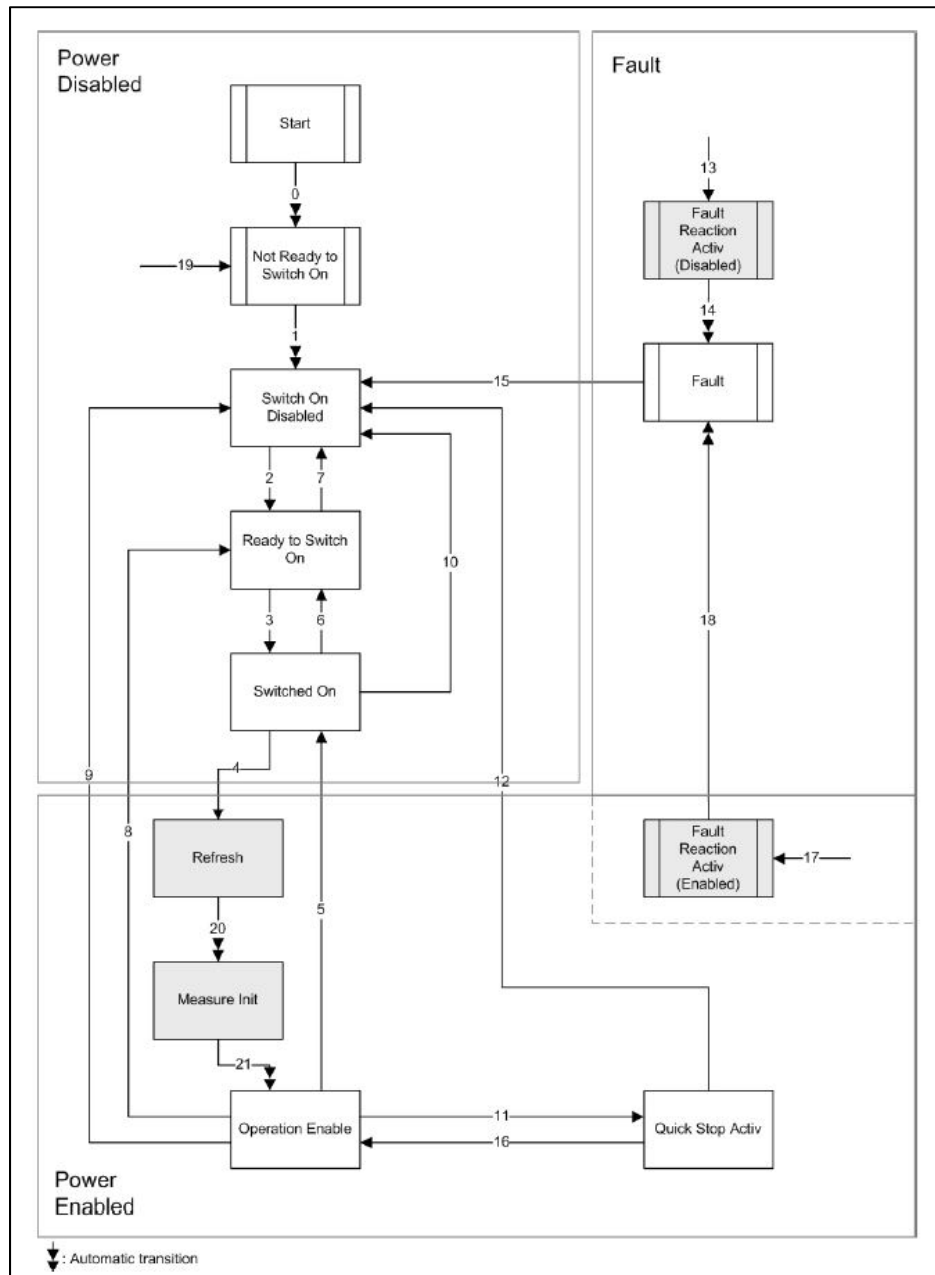 Power
Disabled
Fault
Start
0
13
Fault
Reaction
Activ
(Disabled)
Not Ready to
Switch On
19
14
1
Fault
15
Switch On
Disabled
2
7
Ready to Switch
On
10
3
6
18
Switched On
4
9
12
8
Refresh
Fault
Reaction
Activ
(Enabled)
17
5
20
Measure Init
21
Operation Enable
11
16
Quick Stop Activ
Power
Enabled
: Automatic transition